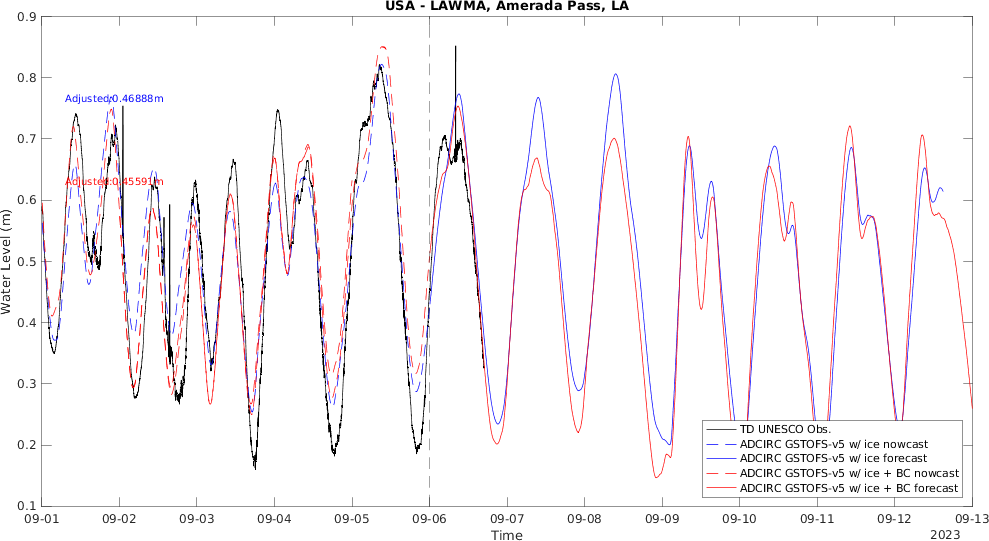 USA - LAWMA, Amerada Pass, LA
0.9
0.8
0.7
0.6
0.5
0.4
0.3
0.2
0.1
Water Level (m)
Adjusted:0.46888m
Adjusted:0.45591m
TD UNESCO Obs.
ADCIRC GSTOFS-v5 w/ ice nowcast
ADCIRC GSTOFS-v5 w/ ice forecast
ADCIRC GSTOFS-v5 w/ ice + BC nowcast
ADCIRC GSTOFS-v5 w/ ice + BC forecast
09-01 09-02 09-03 09-04 09-05 09-06 09-07 09-08 09-09 09-10 09-11 09-12 09-13
Time
2023